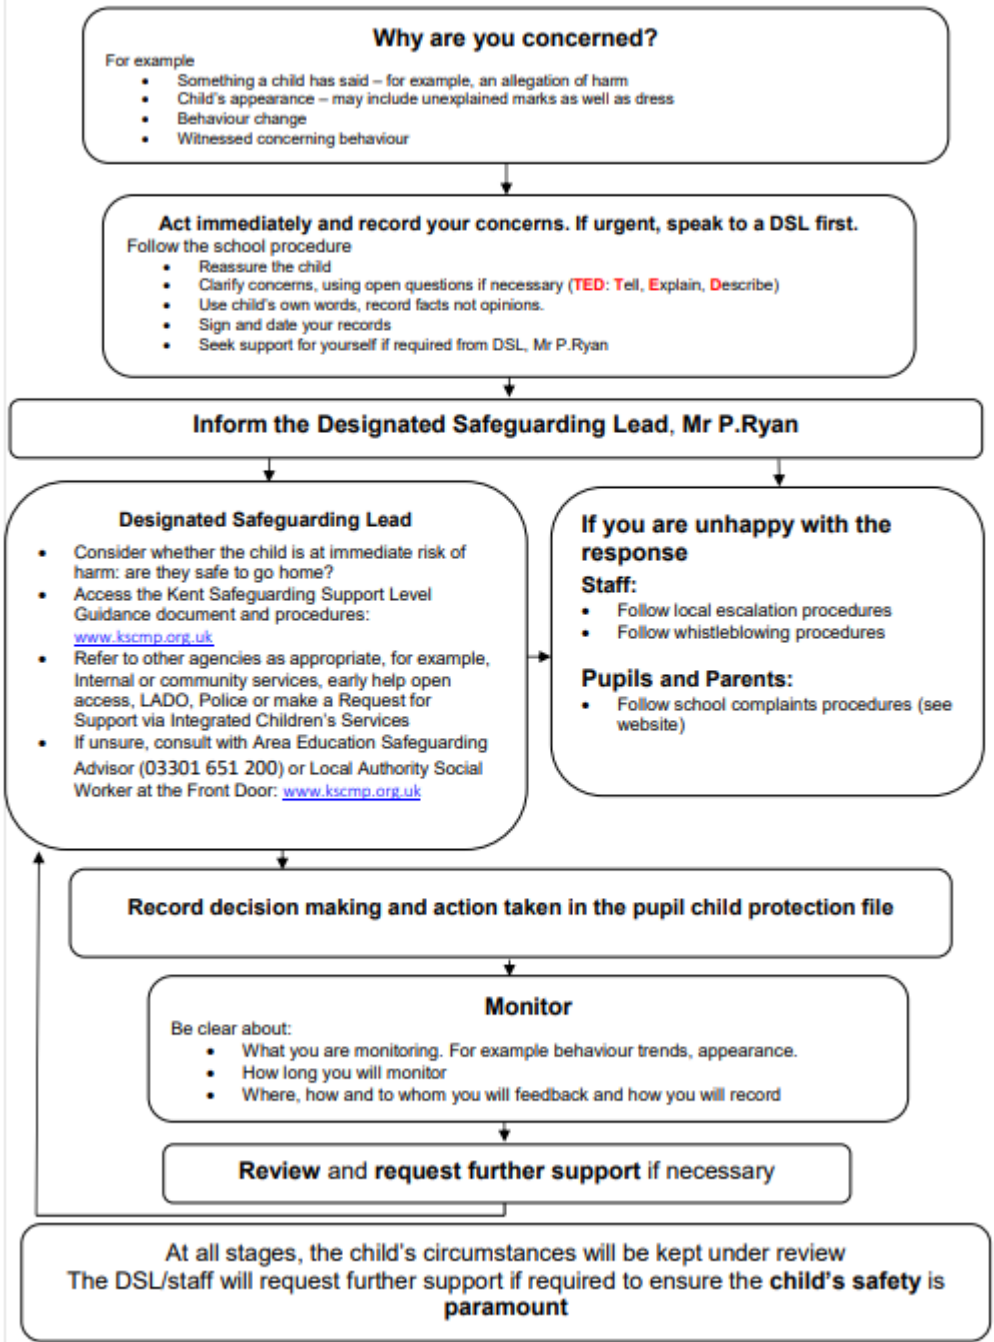 Why are you concerned?
For example
• Something a child has said – for example, an allegation of harm
• Child's appearance – may include unexplained marks as well as dress
• Behaviour change
• Witnessed concerning behaviour
Act immediately and record your concerns. If urgent, speak to a DSL first.
Follow the school procedure
• Reassure the child
• Clarify concerns, using open questions if necessary (TED: Tell, Explain, Describe)
• Use child's own words, record facts not opinions.
• Sign and date your records
• Seek support for yourself if required from DSL, Mr P.Ryan
Inform the Designated Safeguarding Lead, Mr P.Ryan
Designated Safeguarding Lead
• Consider whether the child is at immediate risk of
harm: are they safe to go home?
• Access the Kent Safeguarding Support Level
Guidance document and procedures:
www.kscmp.org.uk
• Refer to other agencies as appropriate, for example,
Internal or community services, early help open
access, LADO, Police or make a Request for
Support via Integrated Children's Services
• If unsure, consult with Area Education Safeguarding
Advisor (03301 651 200) or Local Authority Social
Worker at the Front Door: www.kscmp.org.uk
If you are unhappy with the
response
Staff:
• Follow local escalation procedures
• Follow whistleblowing procedures
Pupils and Parents:
• Follow school complaints procedures (see
website)
Record decision making and action taken in the pupil child protection file
Monitor
Be clear about:
• What you are monitoring. For example behaviour trends, appearance.
• How long you will monitor
• Where, how and to whom you will feedback and how you will record
Review and request further support if necessary
At all stages, the child's circumstances will be kept under review
The DSL/staff will request further support if required to ensure the child's safety is
paramount